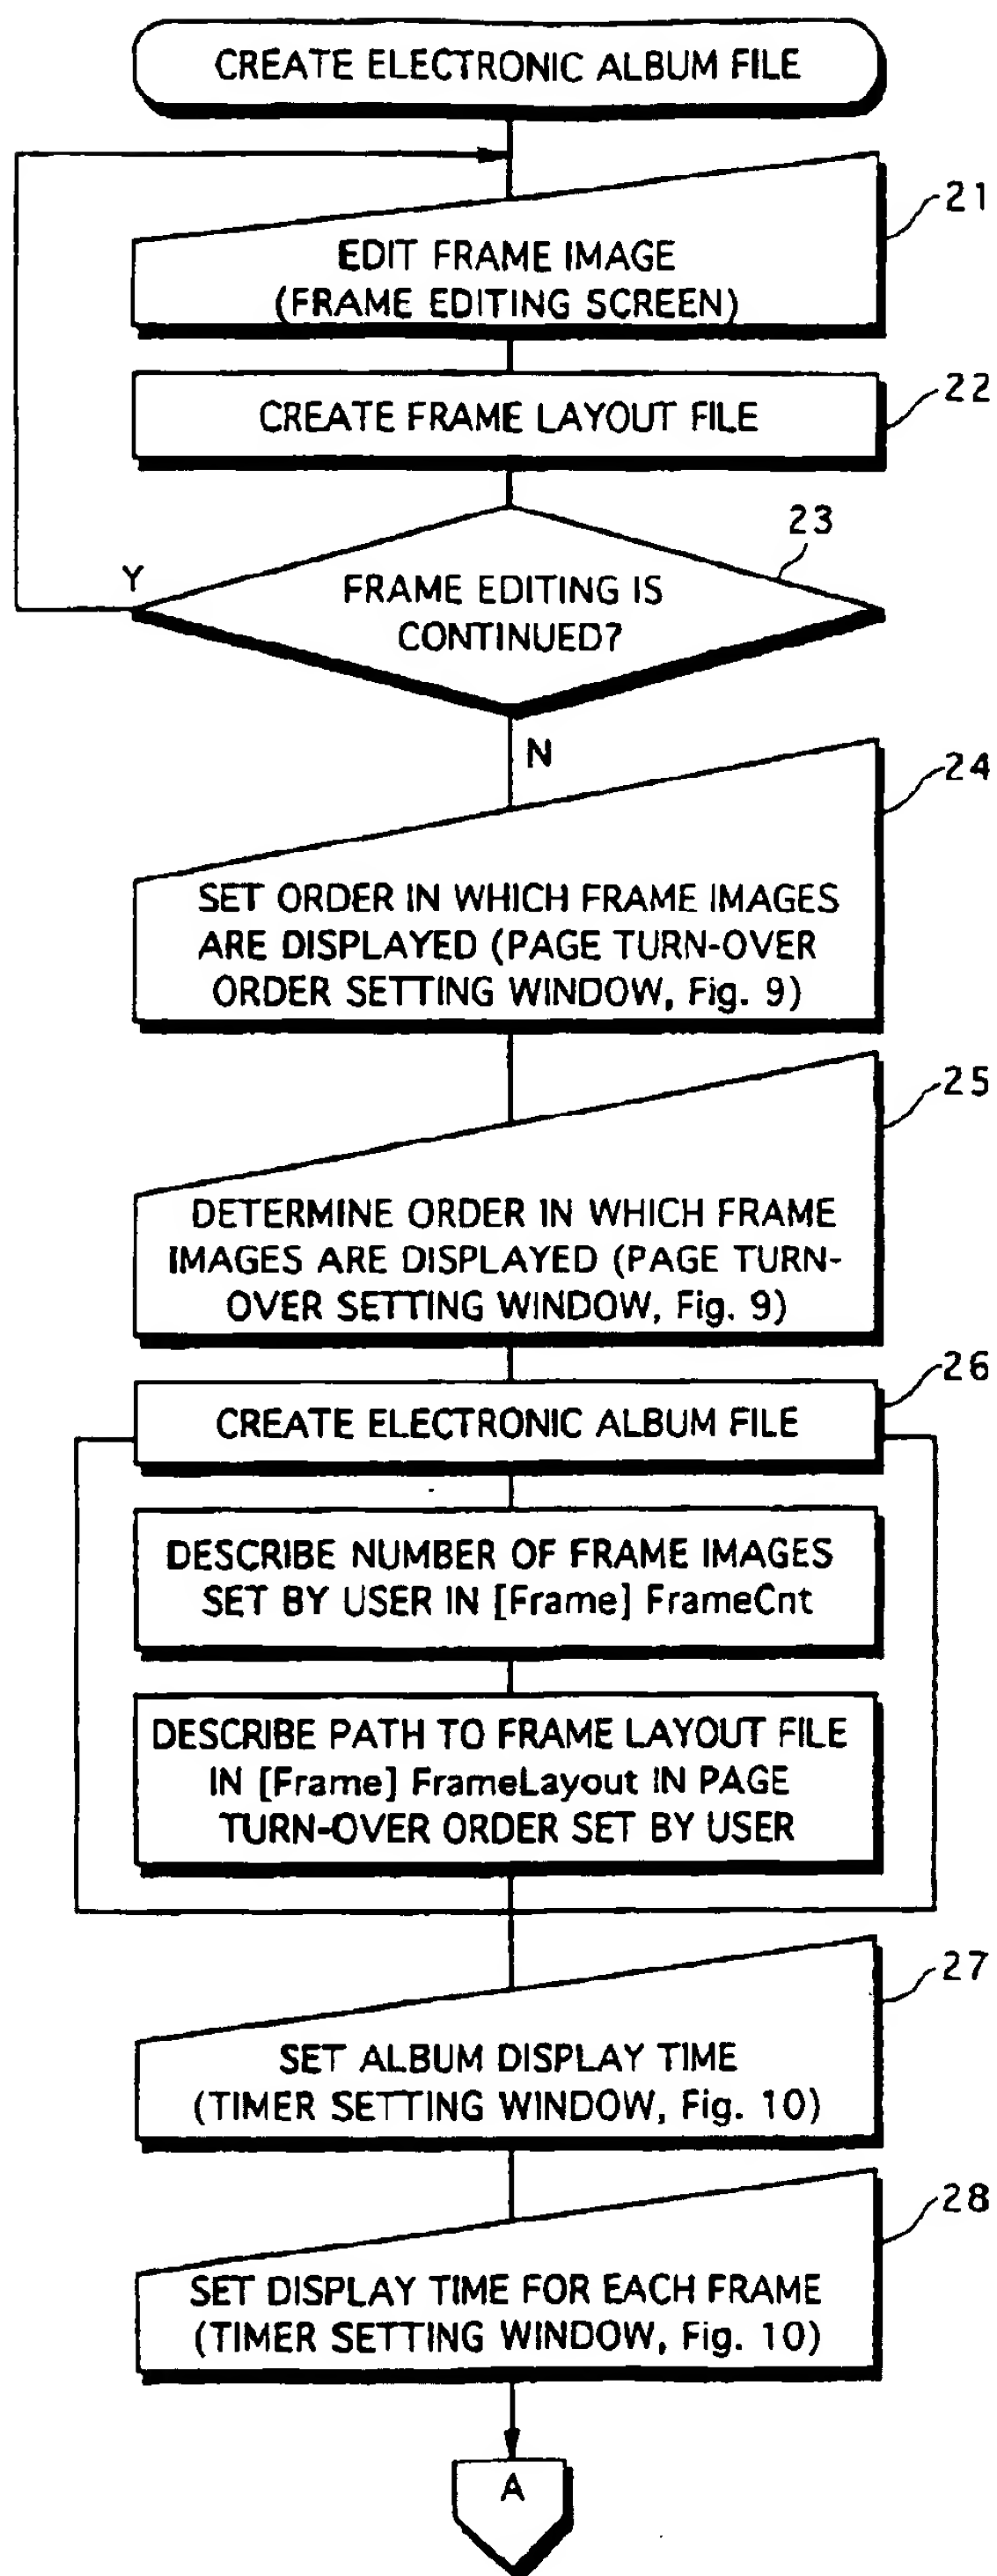 CREATE ELECTRONIC ALBUM FILE
21
EDIT FRAME IMAGE
(FRAME EDITING SCREEN)
22
CREATE FRAME LAYOUT FILE
23
Y
FRAME EDITING IS
CONTINUED?
N
24
SET ORDER IN WHICH FRAME IMAGES
ARE DISPLAYED (PAGE TURN-OVER
ORDER SETTING WINDOW, Fig. 9)
25
DETERMINE ORDER IN WHICH FRAME
IMAGES ARE DISPLAYED (PAGE TURN-
OVER SETTING WINDOW, Fig. 9)
26
CREATE ELECTRONIC ALBUM FILE
DESCRIBE NUMBER OF FRAME IMAGES
SET BY USER IN [Frame] FrameCnt
DESCRIBE PATH TO FRAME LAYOUT FILE
IN [Frame] FrameLayout IN PAGE
TURN-OVER ORDER SET BY USER
27
SET ALBUM DISPLAY TIME
(TIMER SETTING WINDOW, Fig. 10)
28
SET DISPLAY TIME FOR EACH FRAME
(TIMER SETTING WINDOW, Fig. 10)
A